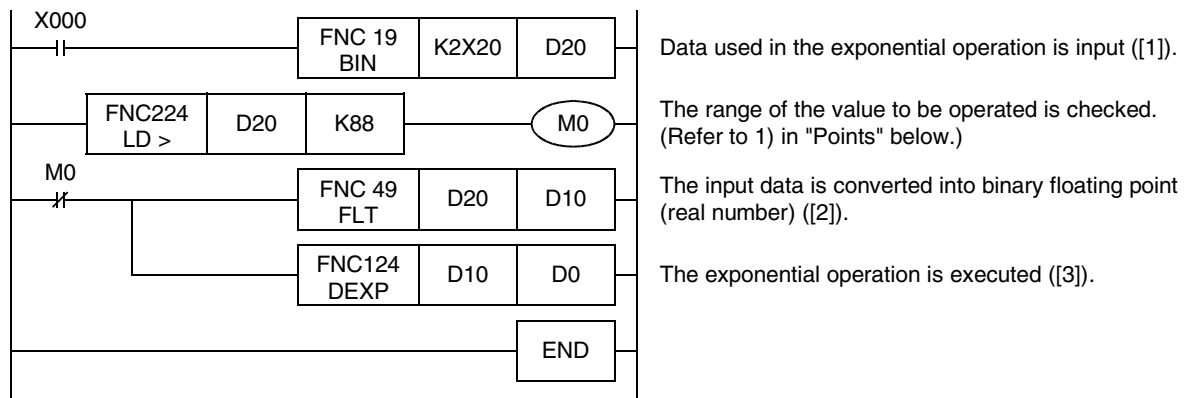 X000
FNC 19 BIN K2X20 D20
Data used in the exponential operation is input ([1]).
FNC224 LD > D20 K88 M0
The range of the value to be operated is checked.
(Refer to 1) in "Points" below.)
M0
FNC 49 FLT D20 D10
The input data is converted into binary floating point
(real number) ([2]).
FNC124 DEXP D10 D0
The exponential operation is executed ([3]).
END